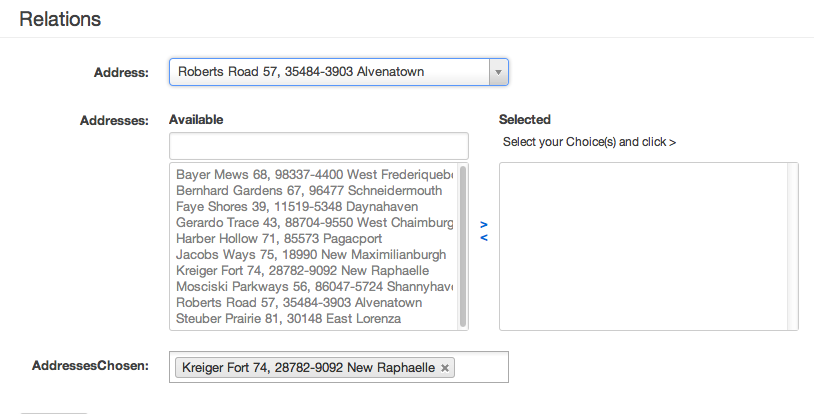 Relations
Address: Roberts Road 57, 35484-3903 Alvenatown
Addresses: Available Selected
Select your Choice(s) and click >
Bayer Mews 68, 98337-4400 West Frederiquebe
Bernhard Gardens 67, 96477 Schneidermouth
Faye Shores 39, 11519-5348 Daynahaven
Gerardo Trace 43, 88704-9550 West Chaimburg
Harber Hollow 71, 85573 Pagacport
Jacobs Ways 75, 18990 New Maximilianburgh
Kreiger Fort 74, 28782-9092 New Raphaelle
Mosciski Parkways 56, 86047-5724 Shannyhave
Roberts Road 57, 35484-3903 Alvenatown
Steuber Prairie 81, 30148 East Lorenza
>
<
AddressesChosen: Kreiger Fort 74, 28782-9092 New Raphaelle ×